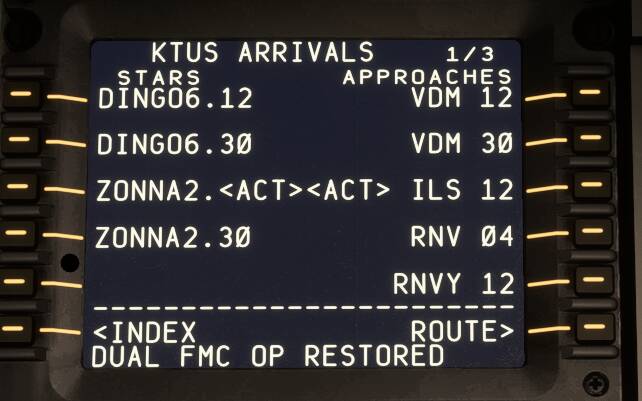 KTUS ARRIVALS 1/3
STARS APPROACHES
DINGO6.12 VDM 12
DINGO6.30 VDM 30
ZONNA2.<ACT><ACT> ILS 12
ZONNA2.30 RNV 04
RNVY 12
------------------------
<INDEX ROUTE>
DUAL FMC OP RESTORED